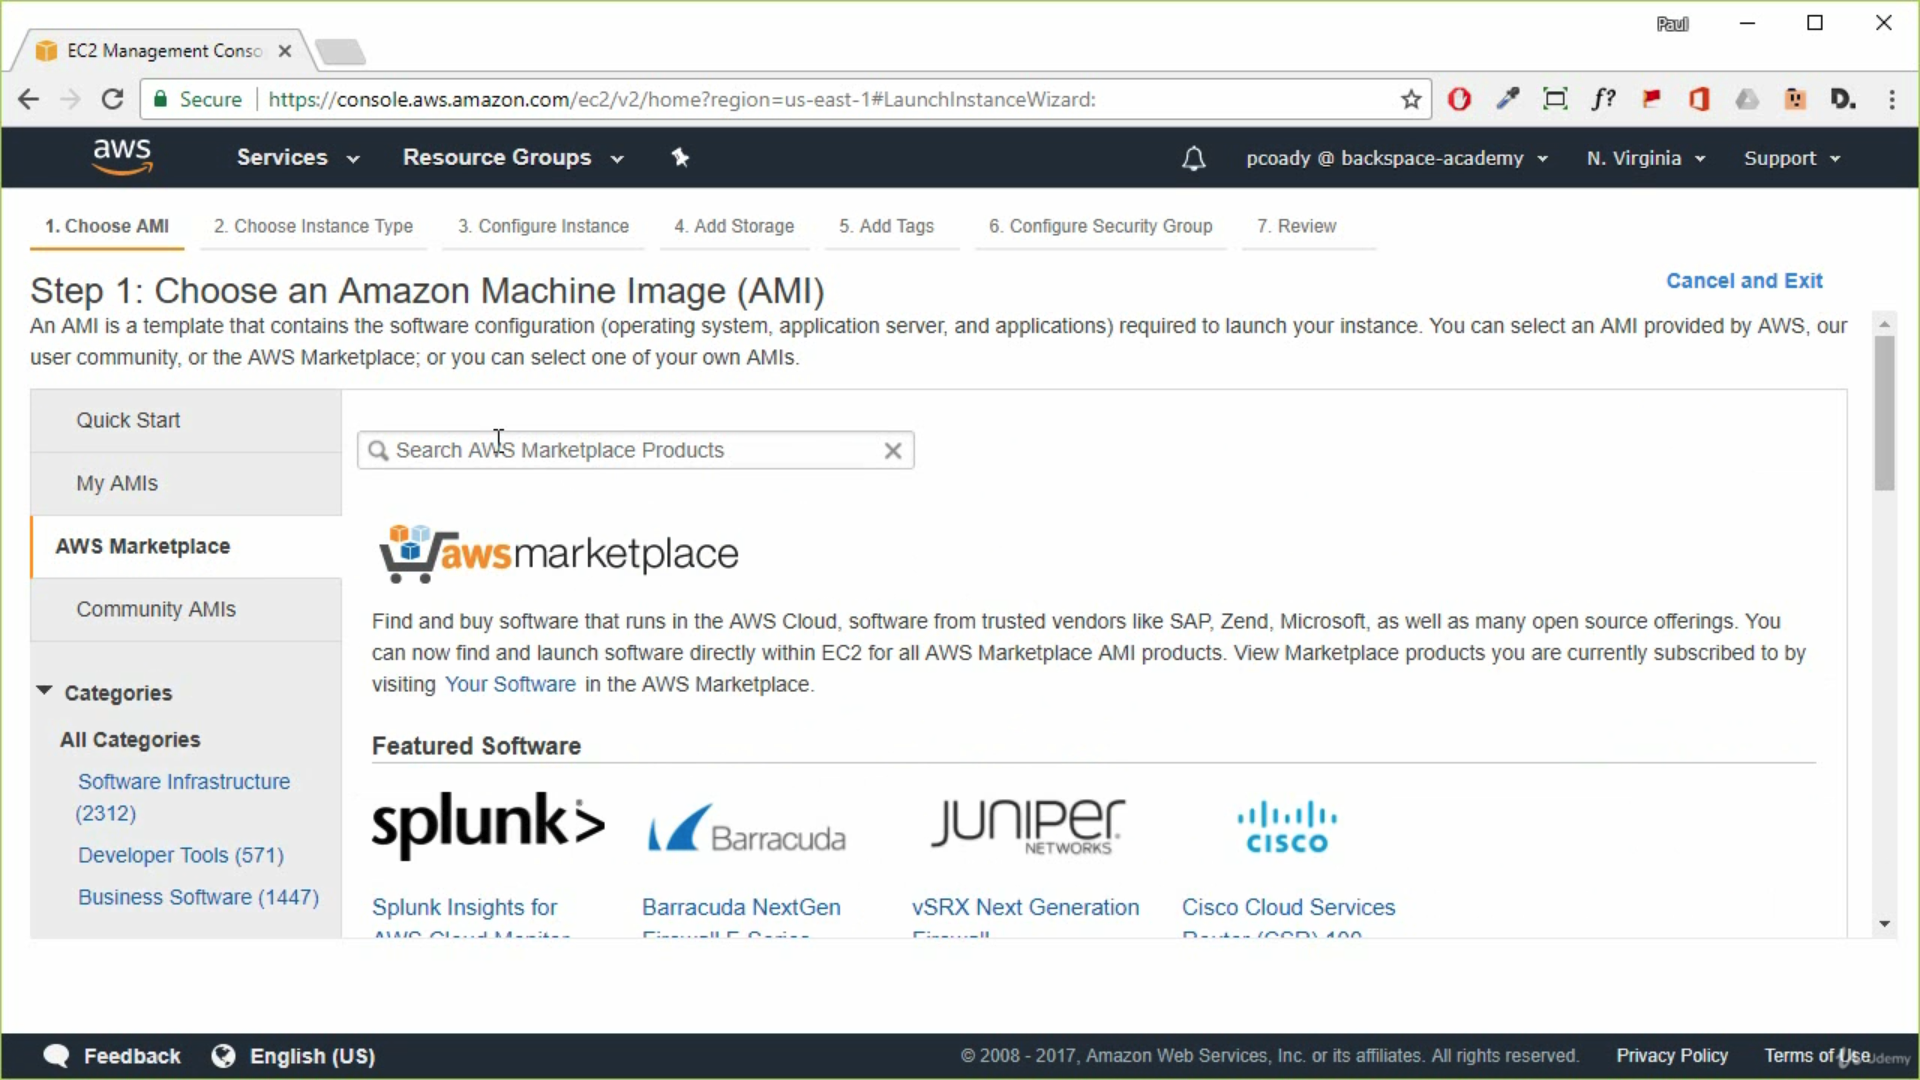 Paul
EC2 Management Conso
Secure https://console.aws.amazon.com/ec2/v2/home?region=us-east-1#LaunchInstanceWizard:
f?
D.
aws Services Resource Groups pcoady @ backspace-academy N. Virginia Support
1. Choose AMI 2. Choose Instance Type 3. Configure Instance 4. Add Storage 5. Add Tags 6. Configure Security Group 7. Review
Step 1: Choose an Amazon Machine Image (AMI)
Cancel and Exit
An AMI is a template that contains the software configuration (operating system, application server, and applications) required to launch your instance. You can select an AMI provided by AWS, our
user community, or the AWS Marketplace; or you can select one of your own AMIs.
Quick Start
My AMIs
AWS Marketplace
Community AMIs
Categories
All Categories
Software Infrastructure
(2312)
Developer Tools (571)
Business Software (1447)
Search AWS Marketplace Products
awsmarketplace
Find and buy software that runs in the AWS Cloud, software from trusted vendors like SAP, Zend, Microsoft, as well as many open source offerings. You
can now find and launch software directly within EC2 for all AWS Marketplace AMI products. View Marketplace products you are currently subscribed to by
visiting Your Software in the AWS Marketplace.
Featured Software
splunk> Barracuda JUNIPER NETWORKS CISCO
Splunk Insights for Barracuda NextGen vSRX Next Generation Cisco Cloud Services
AWS Cloud Monitor Firewall F-Series Firewall Router (CSR) 100
Feedback English (US) © 2008 - 2017, Amazon Web Services, Inc. or its affiliates. All rights reserved. Privacy Policy Terms of Use
Udemy